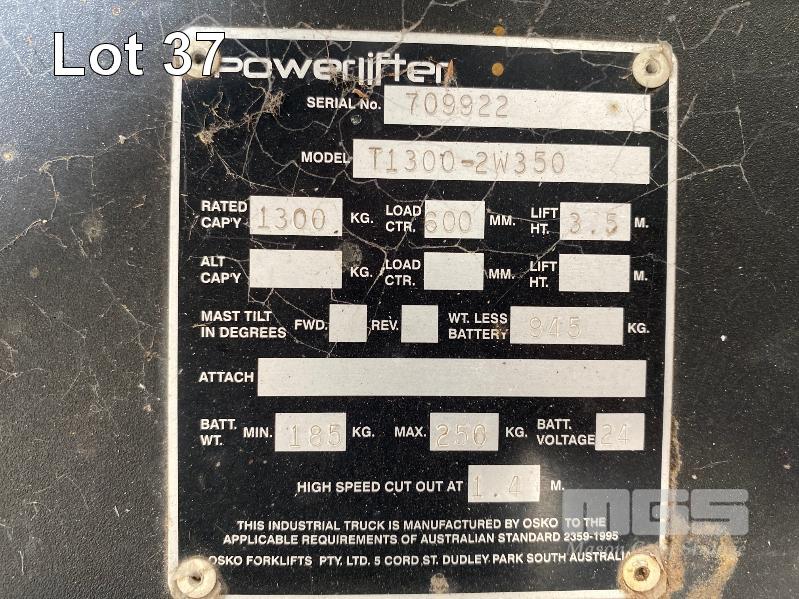 Lot 37
Powerlifter
SERIAL No. 709922
MODEL T1300-2W350
RATED CAP'Y 1300 KG. LOAD CTR. 600 MM. LIFT HT. 3.5 M.
ALT CAP'Y KG. LOAD CTR. MM. LIFT HT. M.
MAST TILT IN DEGREES FWD. REV. WT. LESS BATTERY 845 KG.
ATTACH
BATT. WT. MIN. 185 KG. MAX. 250 KG. BATT. VOLTAGE 24
HIGH SPEED CUT OUT AT 1.4 M.
MGS
THIS INDUSTRIAL TRUCK IS MANUFACTURED BY OSKO TO THE
APPLICABLE REQUIREMENTS OF AUSTRALIAN STANDARD 2359-1995
OSKO FORKLIFTS PTY. LTD. 5 CORD ST. DUDLEY PARK SOUTH AUSTRALIA